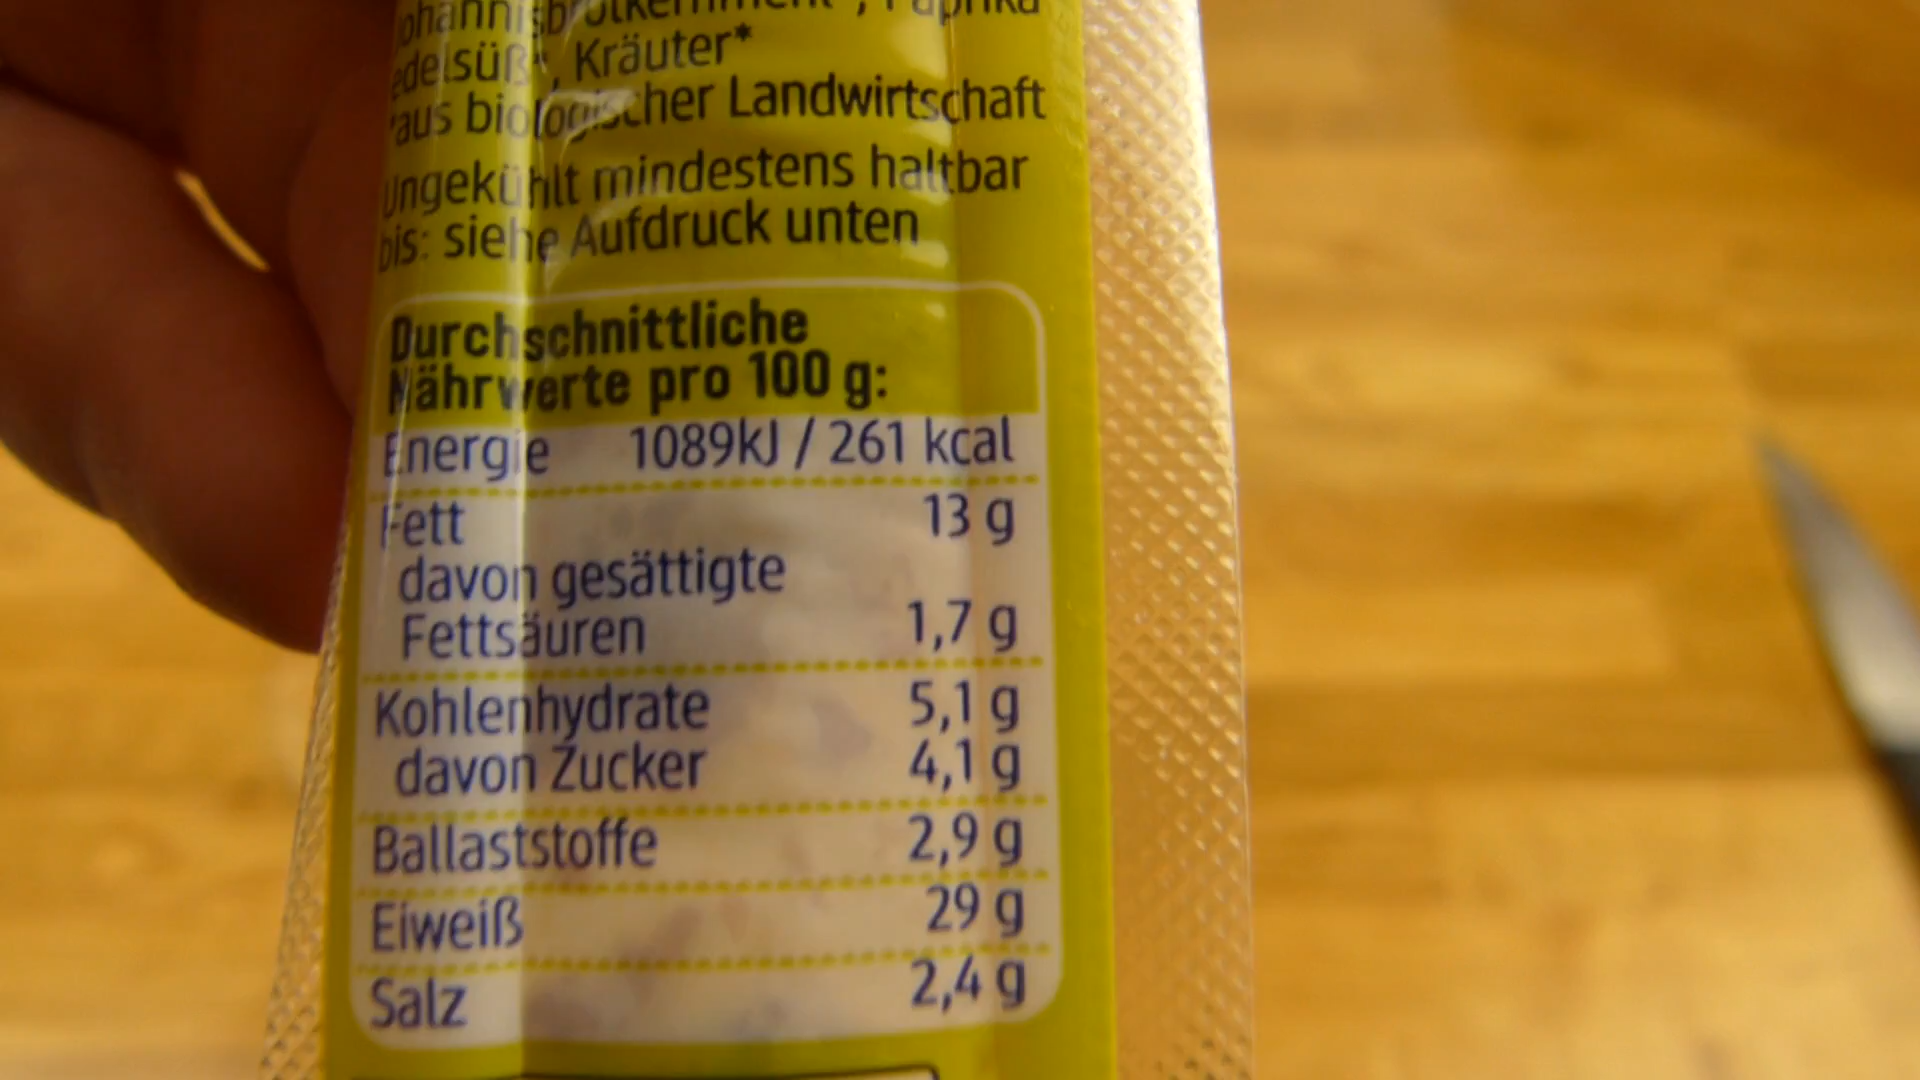 Johannisbrotkernmehl*, Paprika
edelsüß*, Kräuter*
*aus biologischer Landwirtschaft
Ungekühlt mindestens haltbar
bis: siehe Aufdruck unten
Durchschnittliche
Nährwerte pro 100 g:
Energie 1089kJ / 261 kcal
Fett 13 g
davon gesättigte
Fettsäuren 1,7 g
Kohlenhydrate 5,1 g
davon Zucker 4,1 g
Ballaststoffe 2,9 g
Eiweiß 29 g
Salz 2,4 g